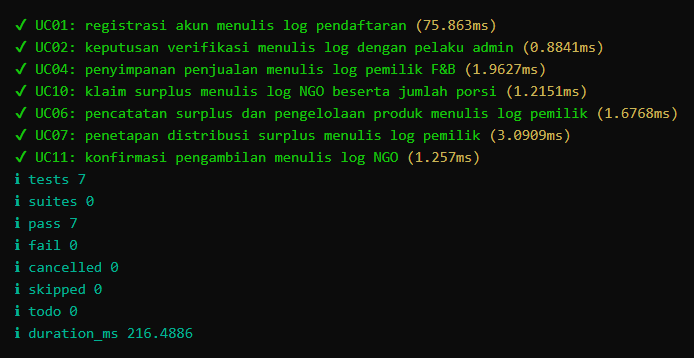 ✔ UC01: registrasi akun menulis log pendaftaran (75.863ms)
✔ UC02: keputusan verifikasi menulis log dengan pelaku admin (0.8841ms)
✔ UC04: penyimpanan penjualan menulis log pemilik F&B (1.9627ms)
✔ UC10: klaim surplus menulis log NGO beserta jumlah porsi (1.2151ms)
✔ UC06: pencatatan surplus dan pengelolaan produk menulis log pemilik (1.6768ms)
✔ UC07: penetapan distribusi surplus menulis log pemilik (3.0909ms)
✔ UC11: konfirmasi pengambilan menulis log NGO (1.257ms)
ℹ tests 7
ℹ suites 0
ℹ pass 7
ℹ fail 0
ℹ cancelled 0
ℹ skipped 0
ℹ todo 0
ℹ duration_ms 216.4886